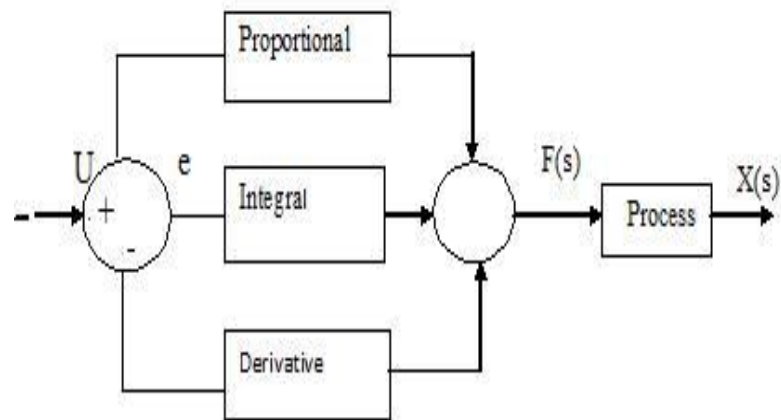 Proportional
U
e
F(s)
X(s)
+
Integral
Process
-
Derivative